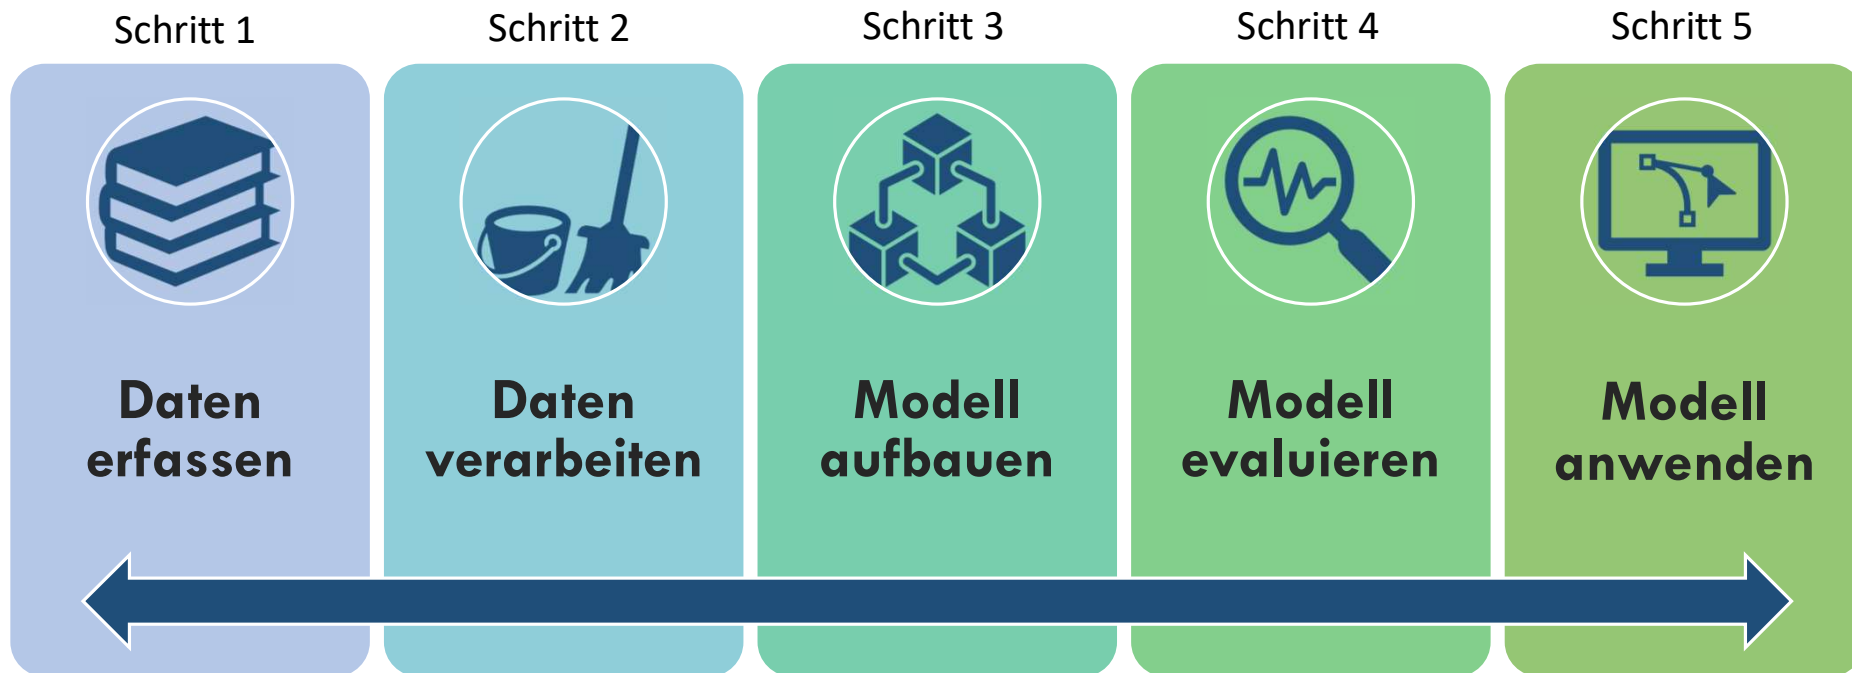 Schritt 1
Schritt 2
Schritt 3
Schritt 4
Schritt 5
Daten
erfassen
Daten
verarbeiten
Modell
aufbauen
Modell
evaluieren
Modell
anwenden